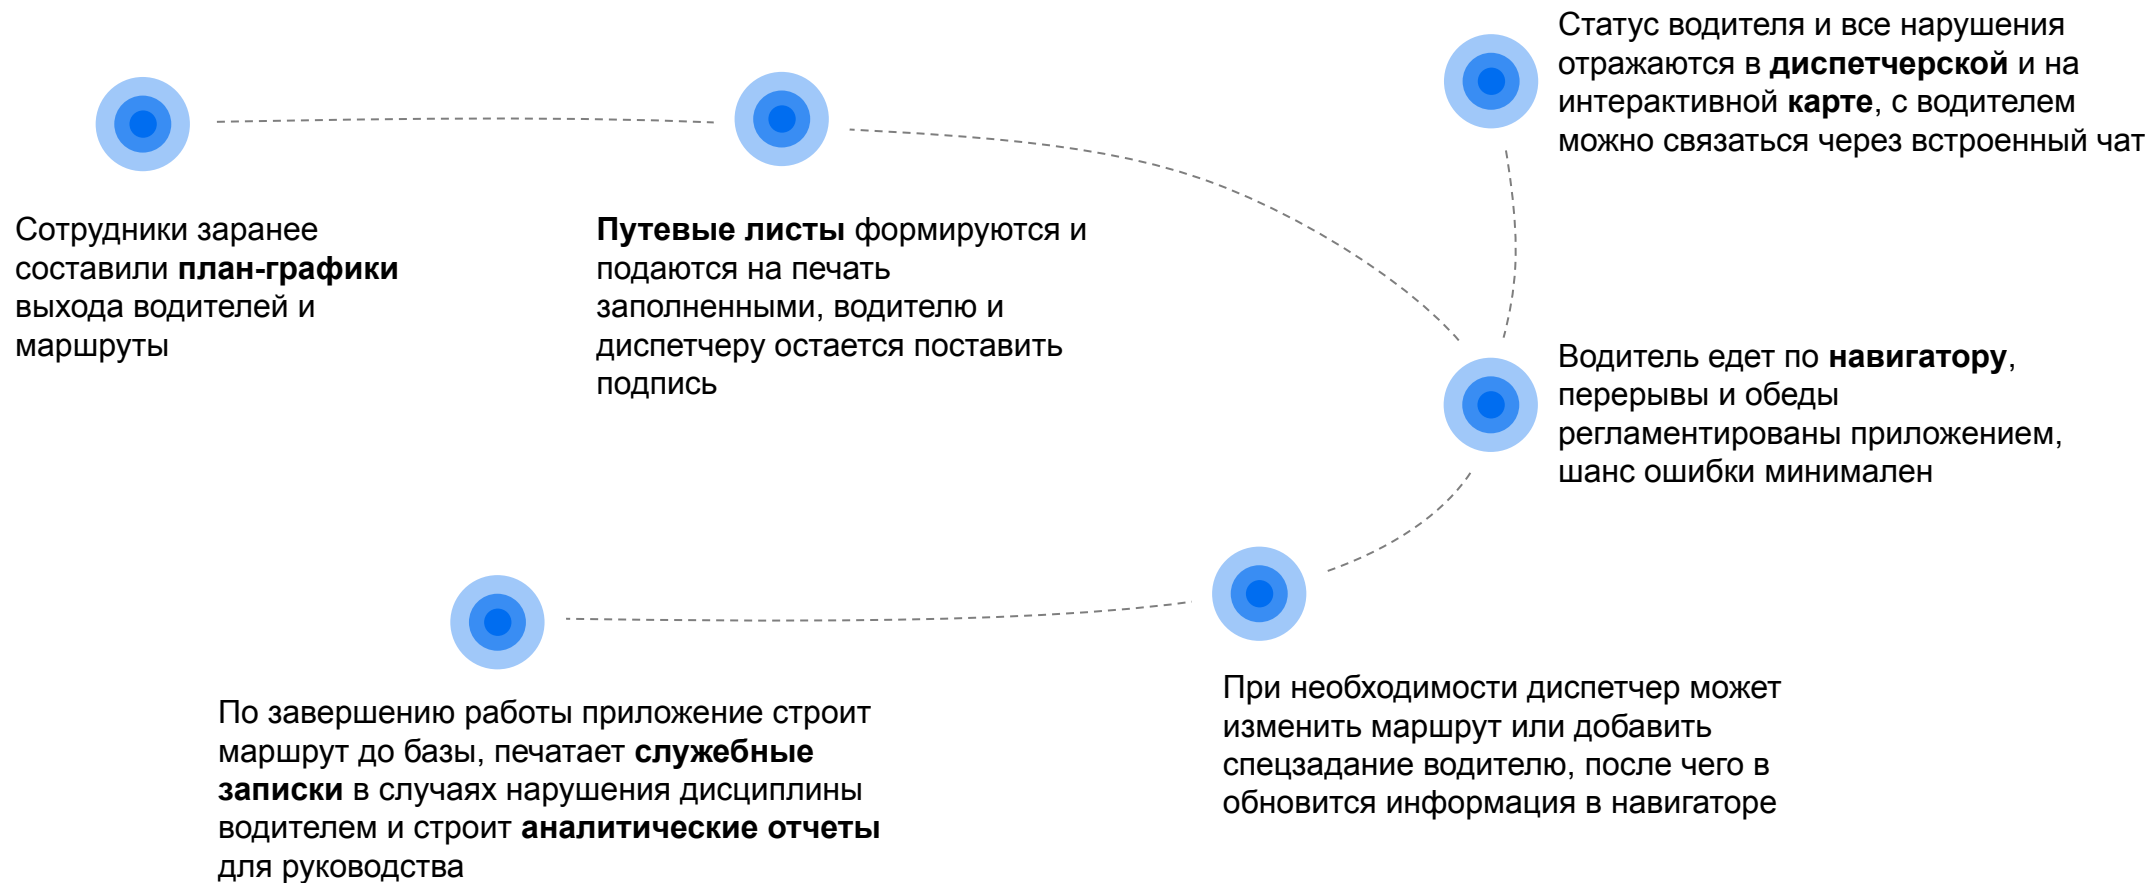 Сотрудники заранее
составили план-графики
выхода водителей и
маршруты
Путевые листы формируются и
подаются на печать
заполненными, водителю и
диспетчеру остается поставить
подпись
Статус водителя и все нарушения
отражаются в диспетчерской и на
интерактивной карте, с водителем
можно связаться через встроенный чат
Водитель едет по навигатору,
перерывы и обеды
регламентированы приложением,
шанс ошибки минимален
При необходимости диспетчер может
изменить маршрут или добавить
спецзадание водителю, после чего в
обновится информация в навигаторе
По завершению работы приложение строит
маршрут до базы, печатает служебные
записки в случаях нарушения дисциплины
водителем и строит аналитические отчеты
для руководства